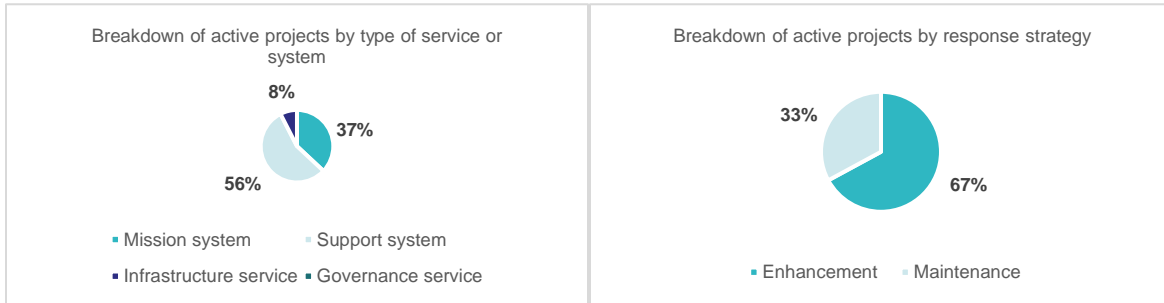 Breakdown of active projects by type of service or
system
8%
37%
56%
Mission system
Support system
Infrastructure service
Governance service
Breakdown of active projects by response strategy
33%
67%
Enhancement
Maintenance